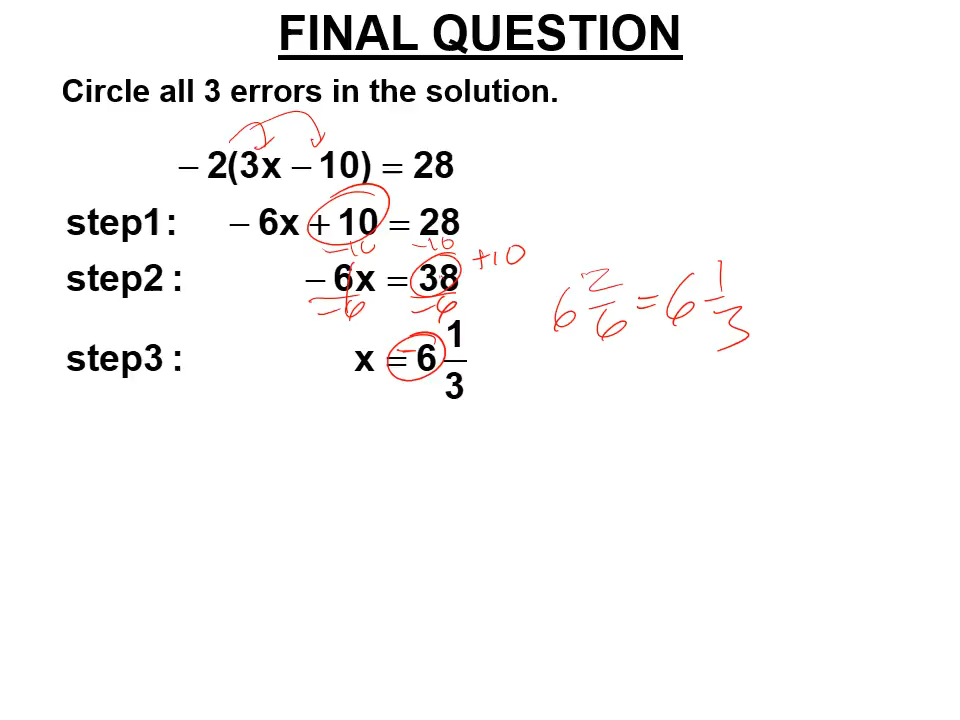 FINAL QUESTION
Circle all 3 errors in the solution.
− 2(3x − 10) = 28
step1: − 6x + 10 = 28
−10 −10
step2 : − 6x = 38 +10
−6 −6
6 2/6 = 6 1/3
step3 : x = − 6 1/3